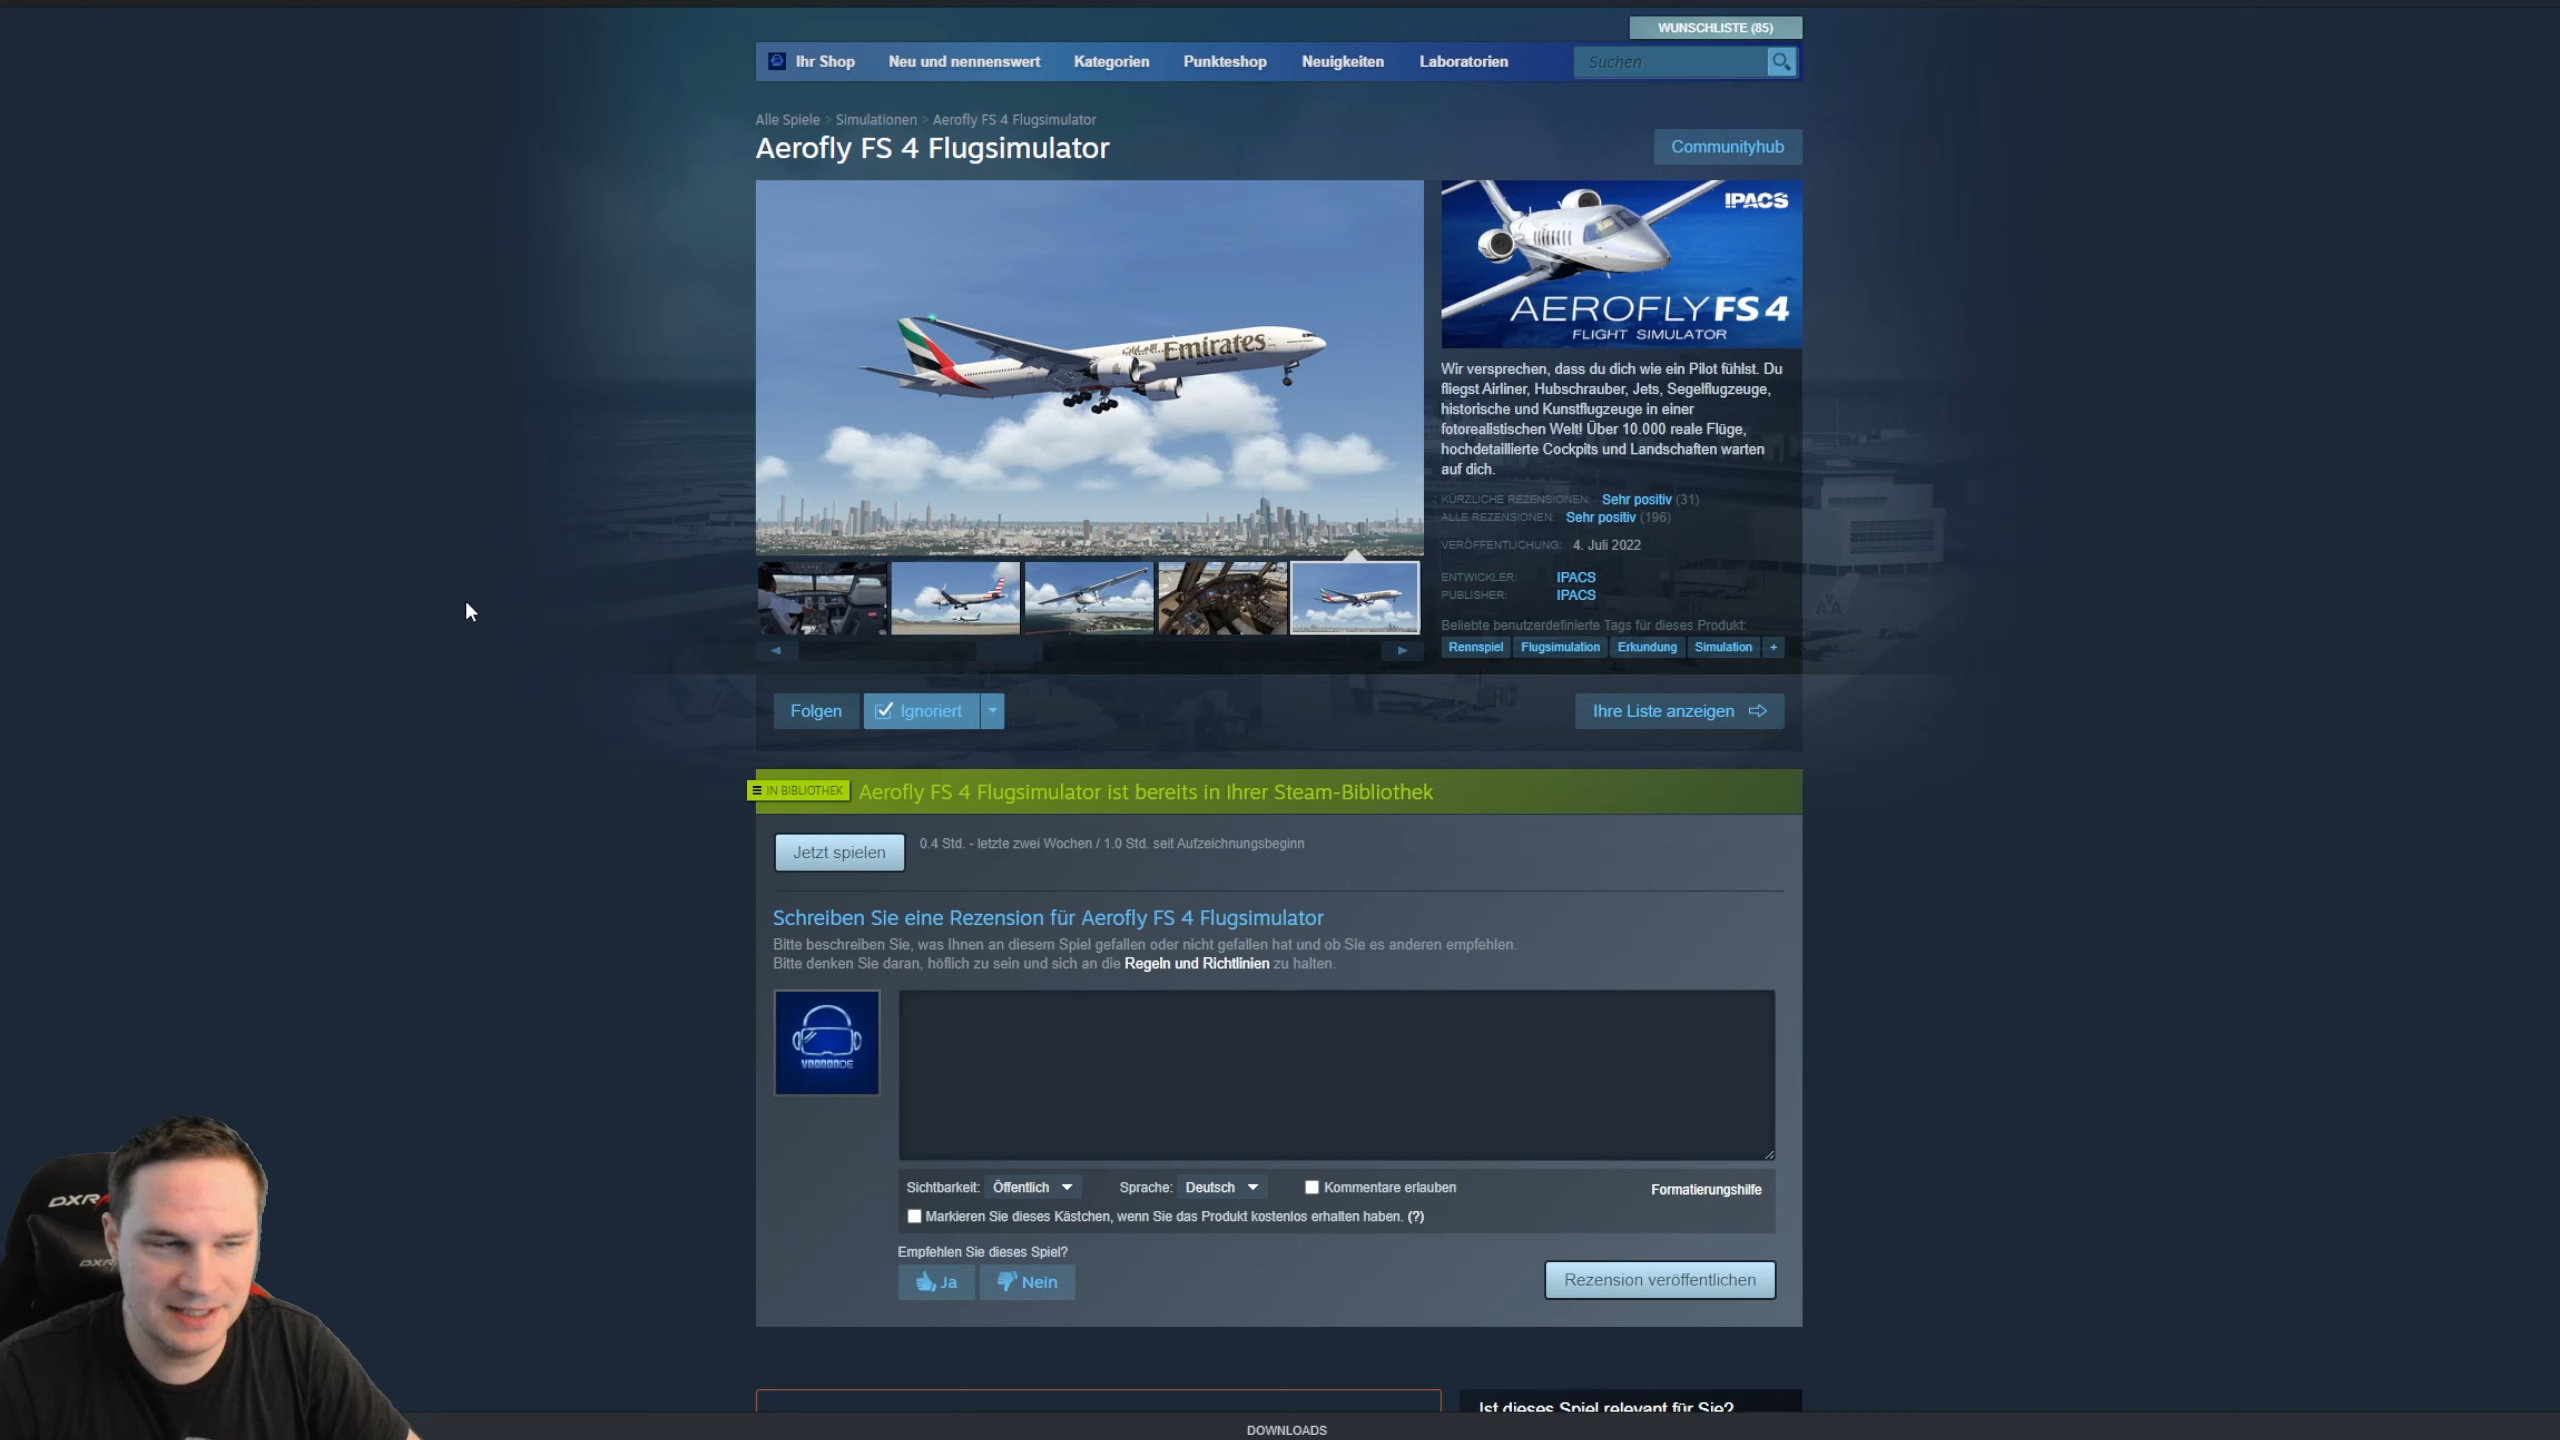 WUNSCHLISTE (85)
Ihr Shop
Neu und nennenswert
Kategorien
Punkteshop
Neuigkeiten
Laboratorien
Suchen
Alle Spiele > Simulationen > Aerofly FS 4 Flugsimulator
Aerofly FS 4 Flugsimulator
Communityhub
Emirates
IPACS
AEROFLY FS 4
FLIGHT SIMULATOR
Wir versprechen, dass du dich wie ein Pilot fühlst. Du
fliegst Airliner, Hubschrauber, Jets, Segelflugzeuge,
historische und Kunstflugzeuge in einer
fotorealistischen Welt! Über 10.000 reale Flüge,
hochdetaillierte Cockpits und Landschaften warten
auf dich.
KÜRZLICHE REZENSIONEN: Sehr positiv (31)
ALLE REZENSIONEN: Sehr positiv (196)
VERÖFFENTLICHUNG: 4. Juli 2022
ENTWICKLER: IPACS
PUBLISHER: IPACS
Beliebte benutzerdefinierte Tags für dieses Produkt:
Rennspiel Flugsimulation Erkundung Simulation +
Folgen
Ignoriert
Ihre Liste anzeigen
IN BIBLIOTHEK
Aerofly FS 4 Flugsimulator ist bereits in Ihrer Steam-Bibliothek
Jetzt spielen
0.4 Std. - letzte zwei Wochen / 1.0 Std. seit Aufzeichnungsbeginn
Schreiben Sie eine Rezension für Aerofly FS 4 Flugsimulator
Bitte beschreiben Sie, was Ihnen an diesem Spiel gefallen oder nicht gefallen hat und ob Sie es anderen empfehlen.
Bitte denken Sie daran, höflich zu sein und sich an die Regeln und Richtlinien zu halten.
VOODOODE
Sichtbarkeit: Öffentlich
Sprache: Deutsch
Kommentare erlauben
Formatierungshilfe
Markieren Sie dieses Kästchen, wenn Sie das Produkt kostenlos erhalten haben. (?)
Empfehlen Sie dieses Spiel?
Ja
Nein
Rezension veröffentlichen
Ist dieses Spiel relevant für Sie?
DOWNLOADS